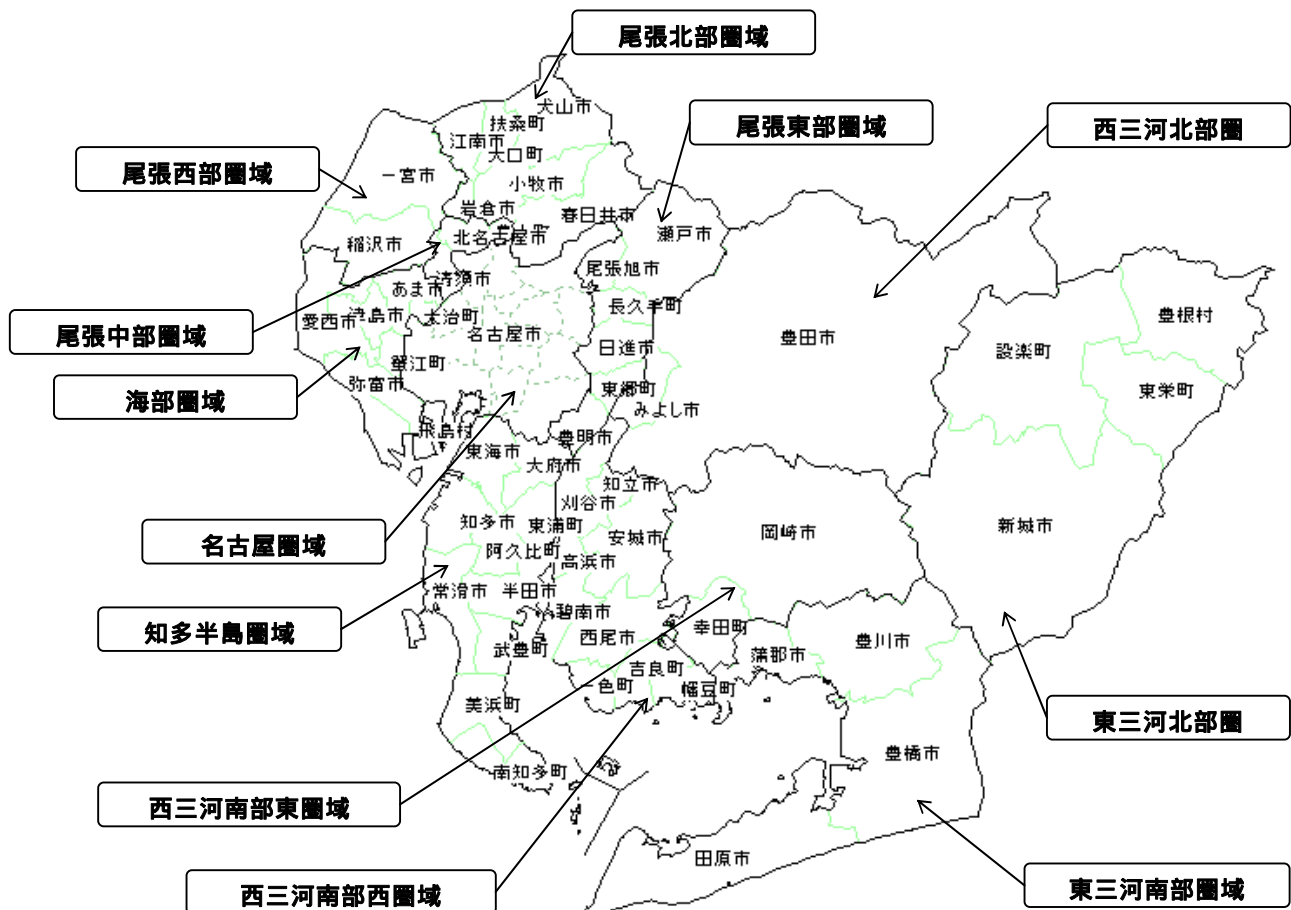 尾張北部圏域
犬山市
扶桑町
尾張東部圏域
西三河北部圏
江南市
大口町
尾張西部圏域
一宮市
小牧市
岩倉市
春日井市
瀬戸市
北名古屋市
稲沢市
尾張旭市
清須市
あま市
長久手町
豊根村
愛西市
津島市
大治町
名古屋市
豊田市
尾張中部圏域
日進市
設楽町
蟹江町
弥富市
東郷町
東栄町
海部圏域
みよし市
飛島村
豊明市
東海市
大府市
知立市
刈谷市
知多市
東浦町
新城市
名古屋圏域
安城市
岡崎市
阿久比町
高浜市
常滑市
半田市
碧南市
知多半島圏域
西尾市
幸田町
豊川市
武豊町
蒲郡市
吉良町
一色町
幡豆町
美浜町
東三河北部圏
豊橋市
南知多町
西三河南部東圏域
田原市
西三河南部西圏域
東三河南部圏域